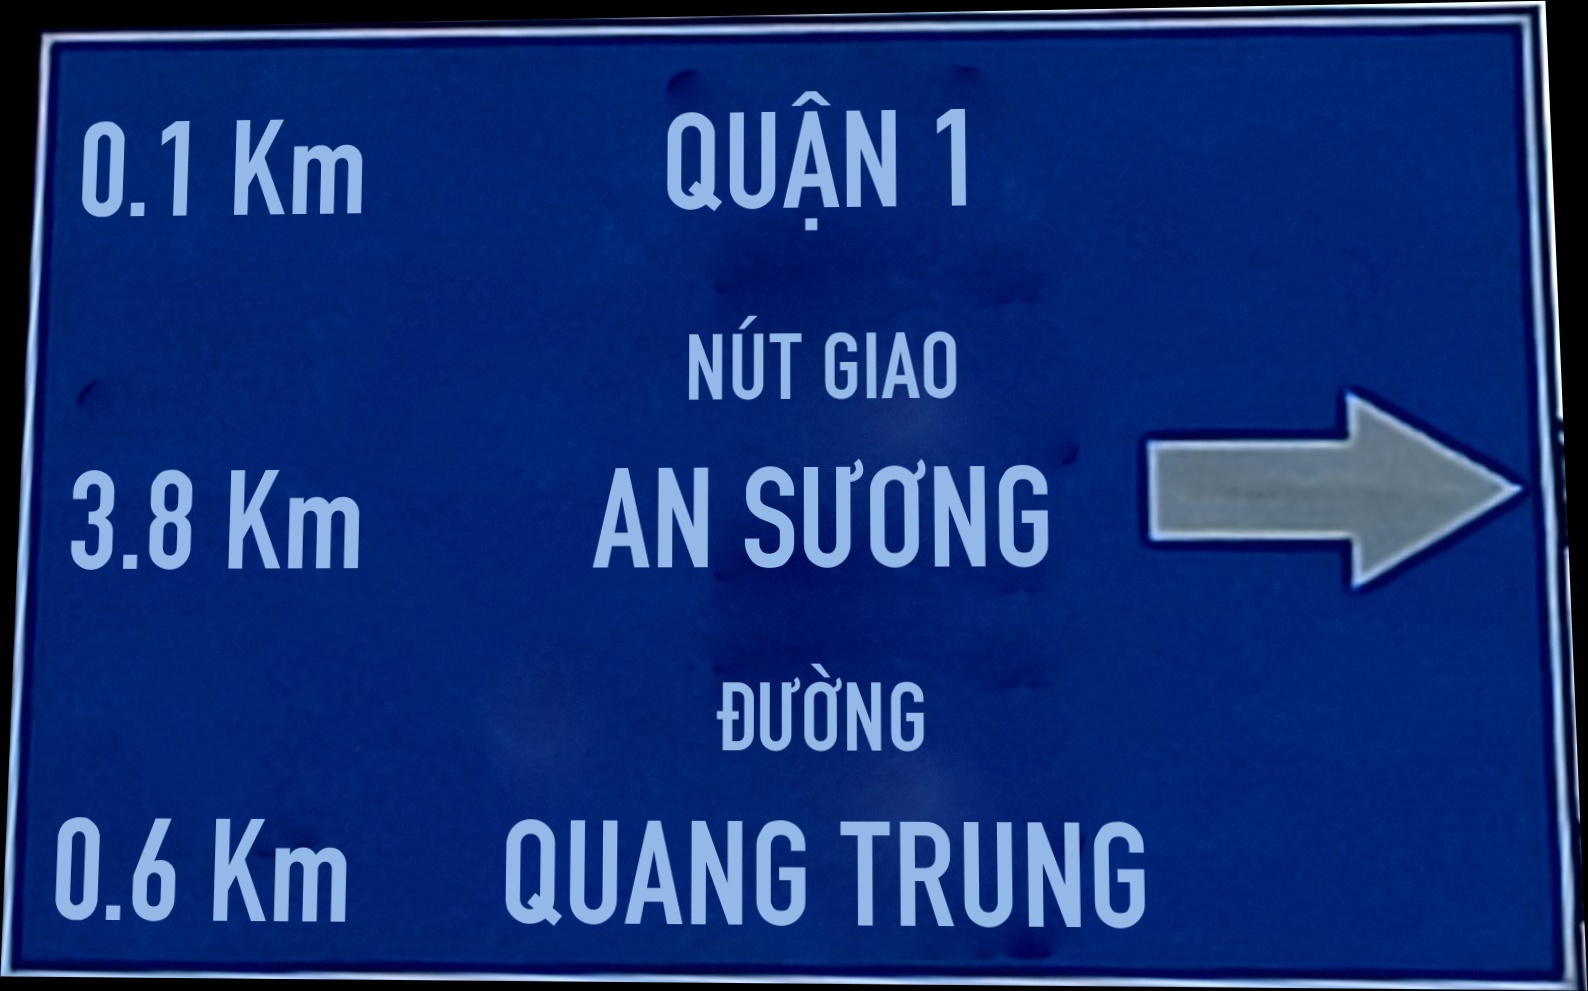 0.1 Km QUẬN 1
NÚT GIAO
3.8 Km AN SƯƠNG
ĐƯỜNG
0.6 Km QUANG TRUNG